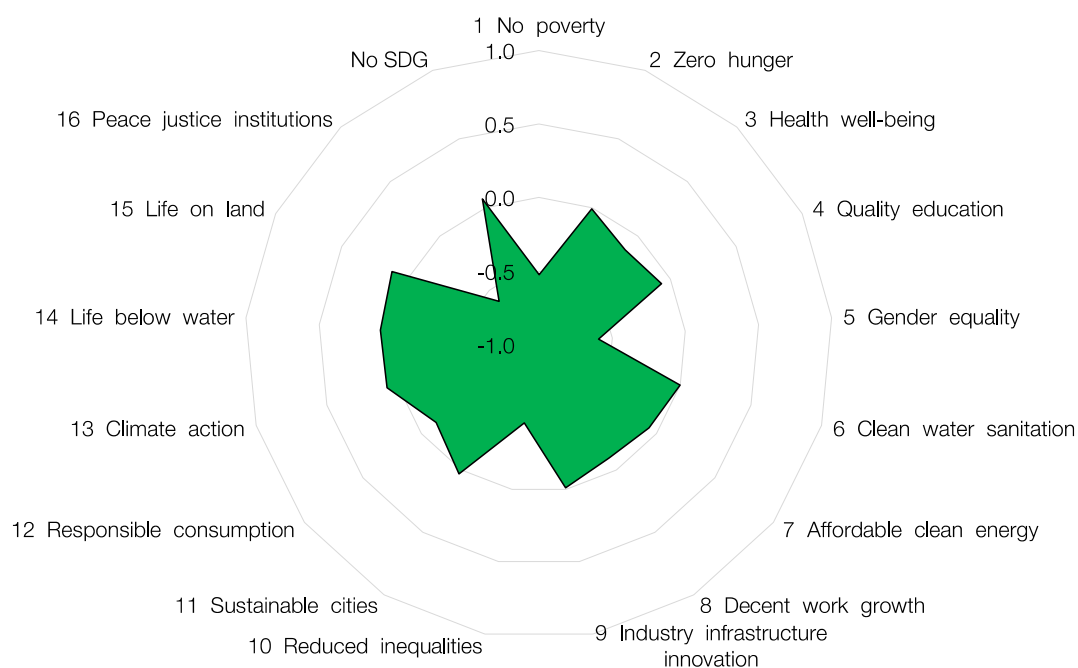 1 No poverty
2 Zero hunger
3 Health well-being
4 Quality education
5 Gender equality
6 Clean water sanitation
7 Affordable clean energy
8 Decent work growth
9 Industry infrastructure
innovation
10 Reduced inequalities
11 Sustainable cities
12 Responsible consumption
13 Climate action
14 Life below water
15 Life on land
16 Peace justice institutions
No SDG
1.0
0.5
0.0
-0.5
-1.0